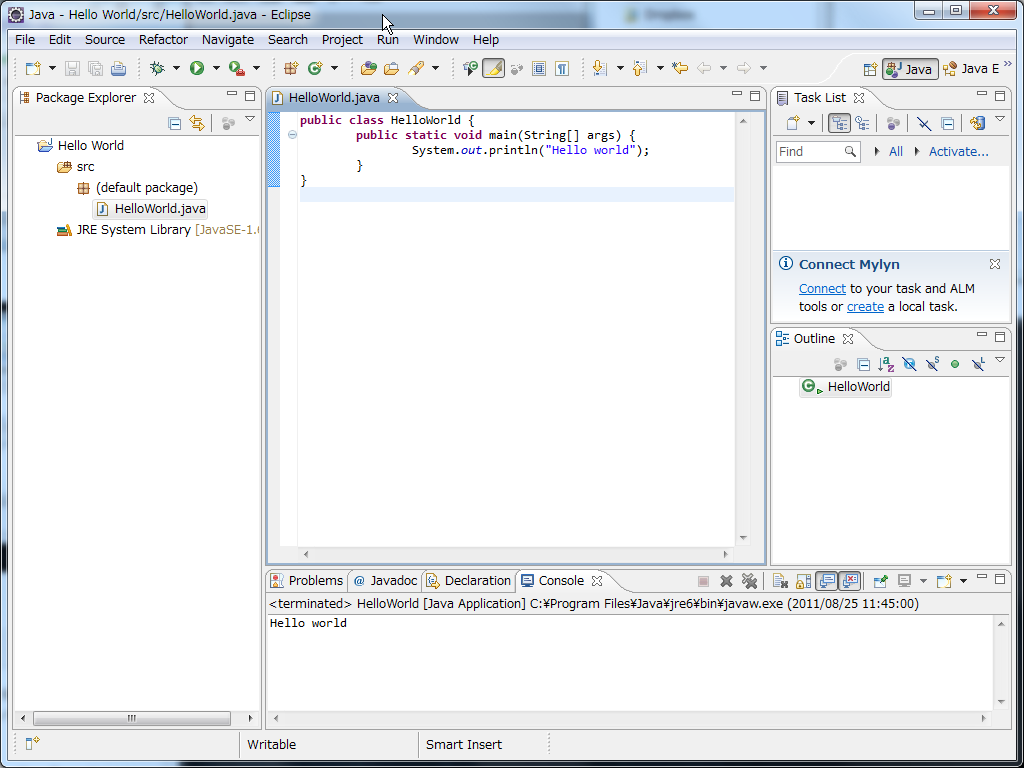 Java - Hello World/src/HelloWorld.java - Eclipse
File Edit Source Refactor Navigate Search Project Run Window Help
Java
Java E
Package Explorer
Hello World
src
(default package)
HelloWorld.java
JRE System Library [JavaSE-1.6
HelloWorld.java
public class HelloWorld {
public static void main(String[] args) {
System.out.println("Hello world");
}
}
Task List
Find
All
Activate...
Connect Mylyn
Connect to your task and ALM
tools or create a local task.
Outline
HelloWorld
Problems @ Javadoc Declaration Console
<terminated> HelloWorld [Java Application] C:¥Program Files¥Java¥jre6¥bin¥javaw.exe (2011/08/25 11:45:00)
Hello world
Writable
Smart Insert